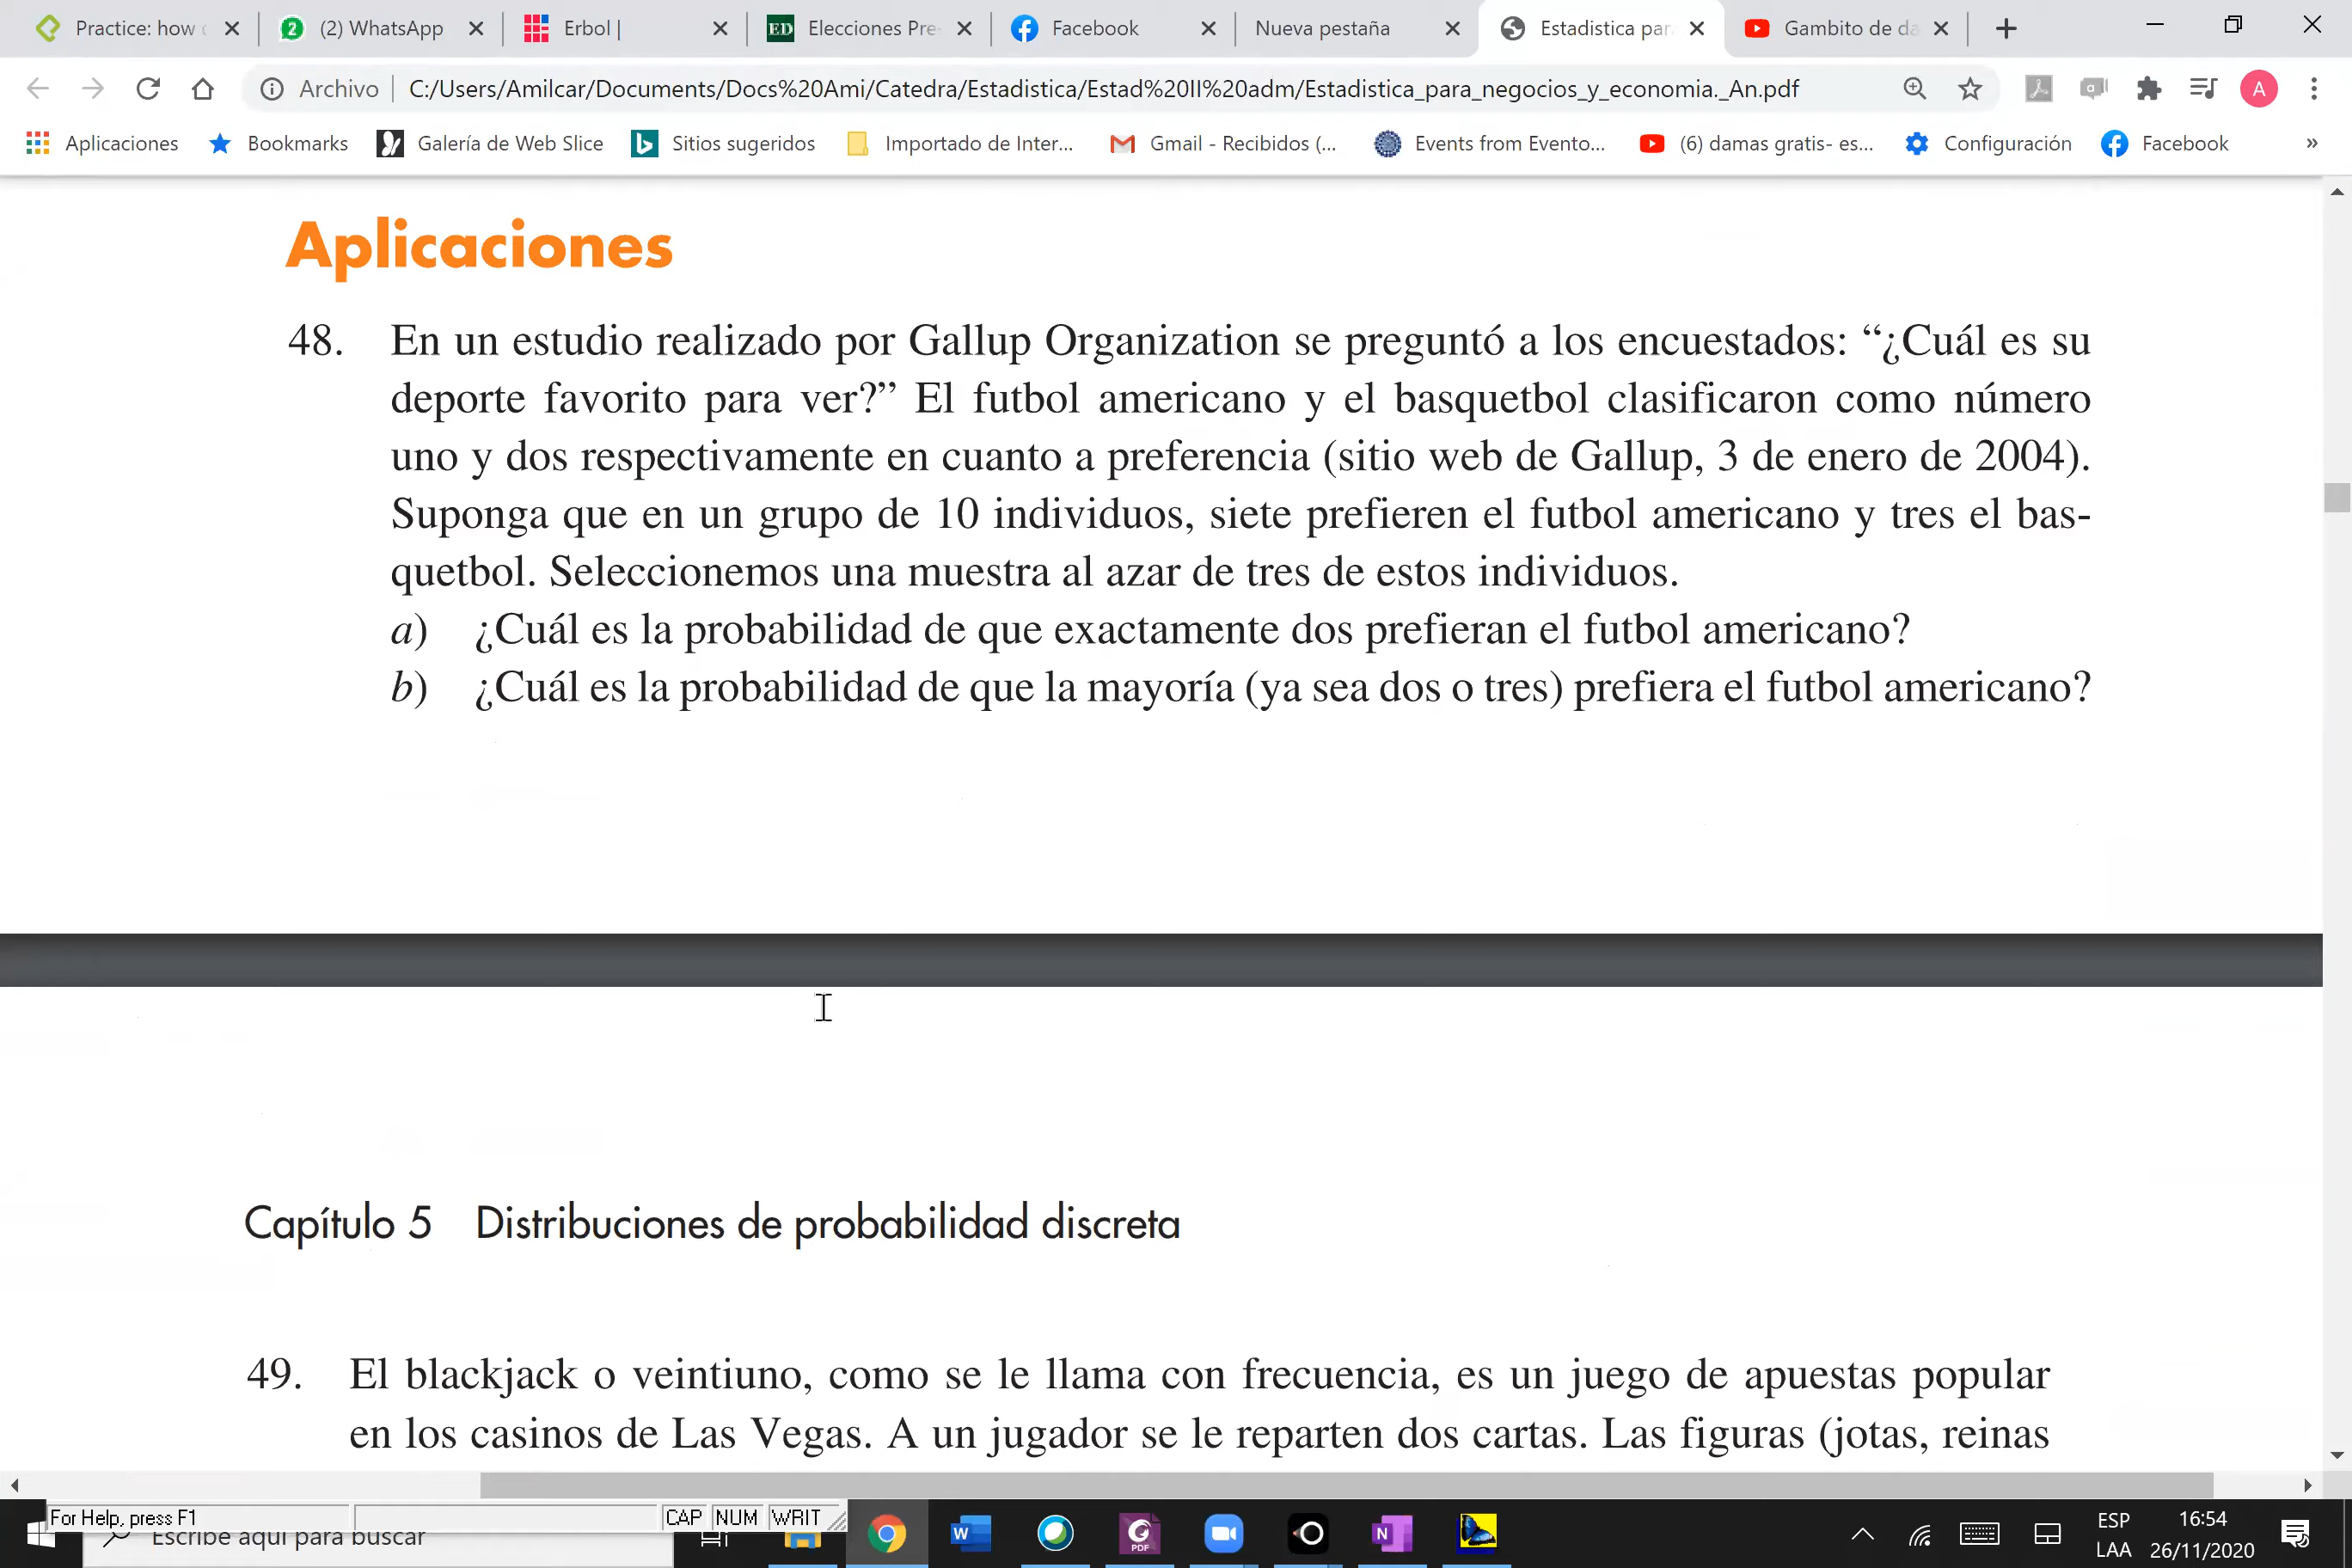 Practice: how
(2) WhatsApp
Erbol |
Elecciones Pre
Facebook
Nueva pestaña
Estadistica par
Gambito de da
Archivo
C:/Users/Amilcar/Documents/Docs%20Ami/Catedra/Estadistica/Estad%20II%20adm/Estadistica_para_negocios_y_economia._An.pdf
A
Aplicaciones
Bookmarks
Galería de Web Slice
Sitios sugeridos
Importado de Inter...
Gmail - Recibidos (...
Events from Evento...
(6) damas gratis- es...
Configuración
Facebook
»
Aplicaciones
48. En un estudio realizado por Gallup Organization se preguntó a los encuestados: “¿Cuál es su
deporte favorito para ver?” El futbol americano y el basquetbol clasificaron como número
uno y dos respectivamente en cuanto a preferencia (sitio web de Gallup, 3 de enero de 2004).
Suponga que en un grupo de 10 individuos, siete prefieren el futbol americano y tres el bas-
quetbol. Seleccionemos una muestra al azar de tres de estos individuos.
a) ¿Cuál es la probabilidad de que exactamente dos prefieran el futbol americano?
b) ¿Cuál es la probabilidad de que la mayoría (ya sea dos o tres) prefiera el futbol americano?
Capítulo 5 Distribuciones de probabilidad discreta
49. El blackjack o veintiuno, como se le llama con frecuencia, es un juego de apuestas popular
en los casinos de Las Vegas. A un jugador se le reparten dos cartas. Las figuras (jotas, reinas
For Help, press F1
CAP NUM WRIT
Escribe aquí para buscar
ESP
LAA
16:54
26/11/2020